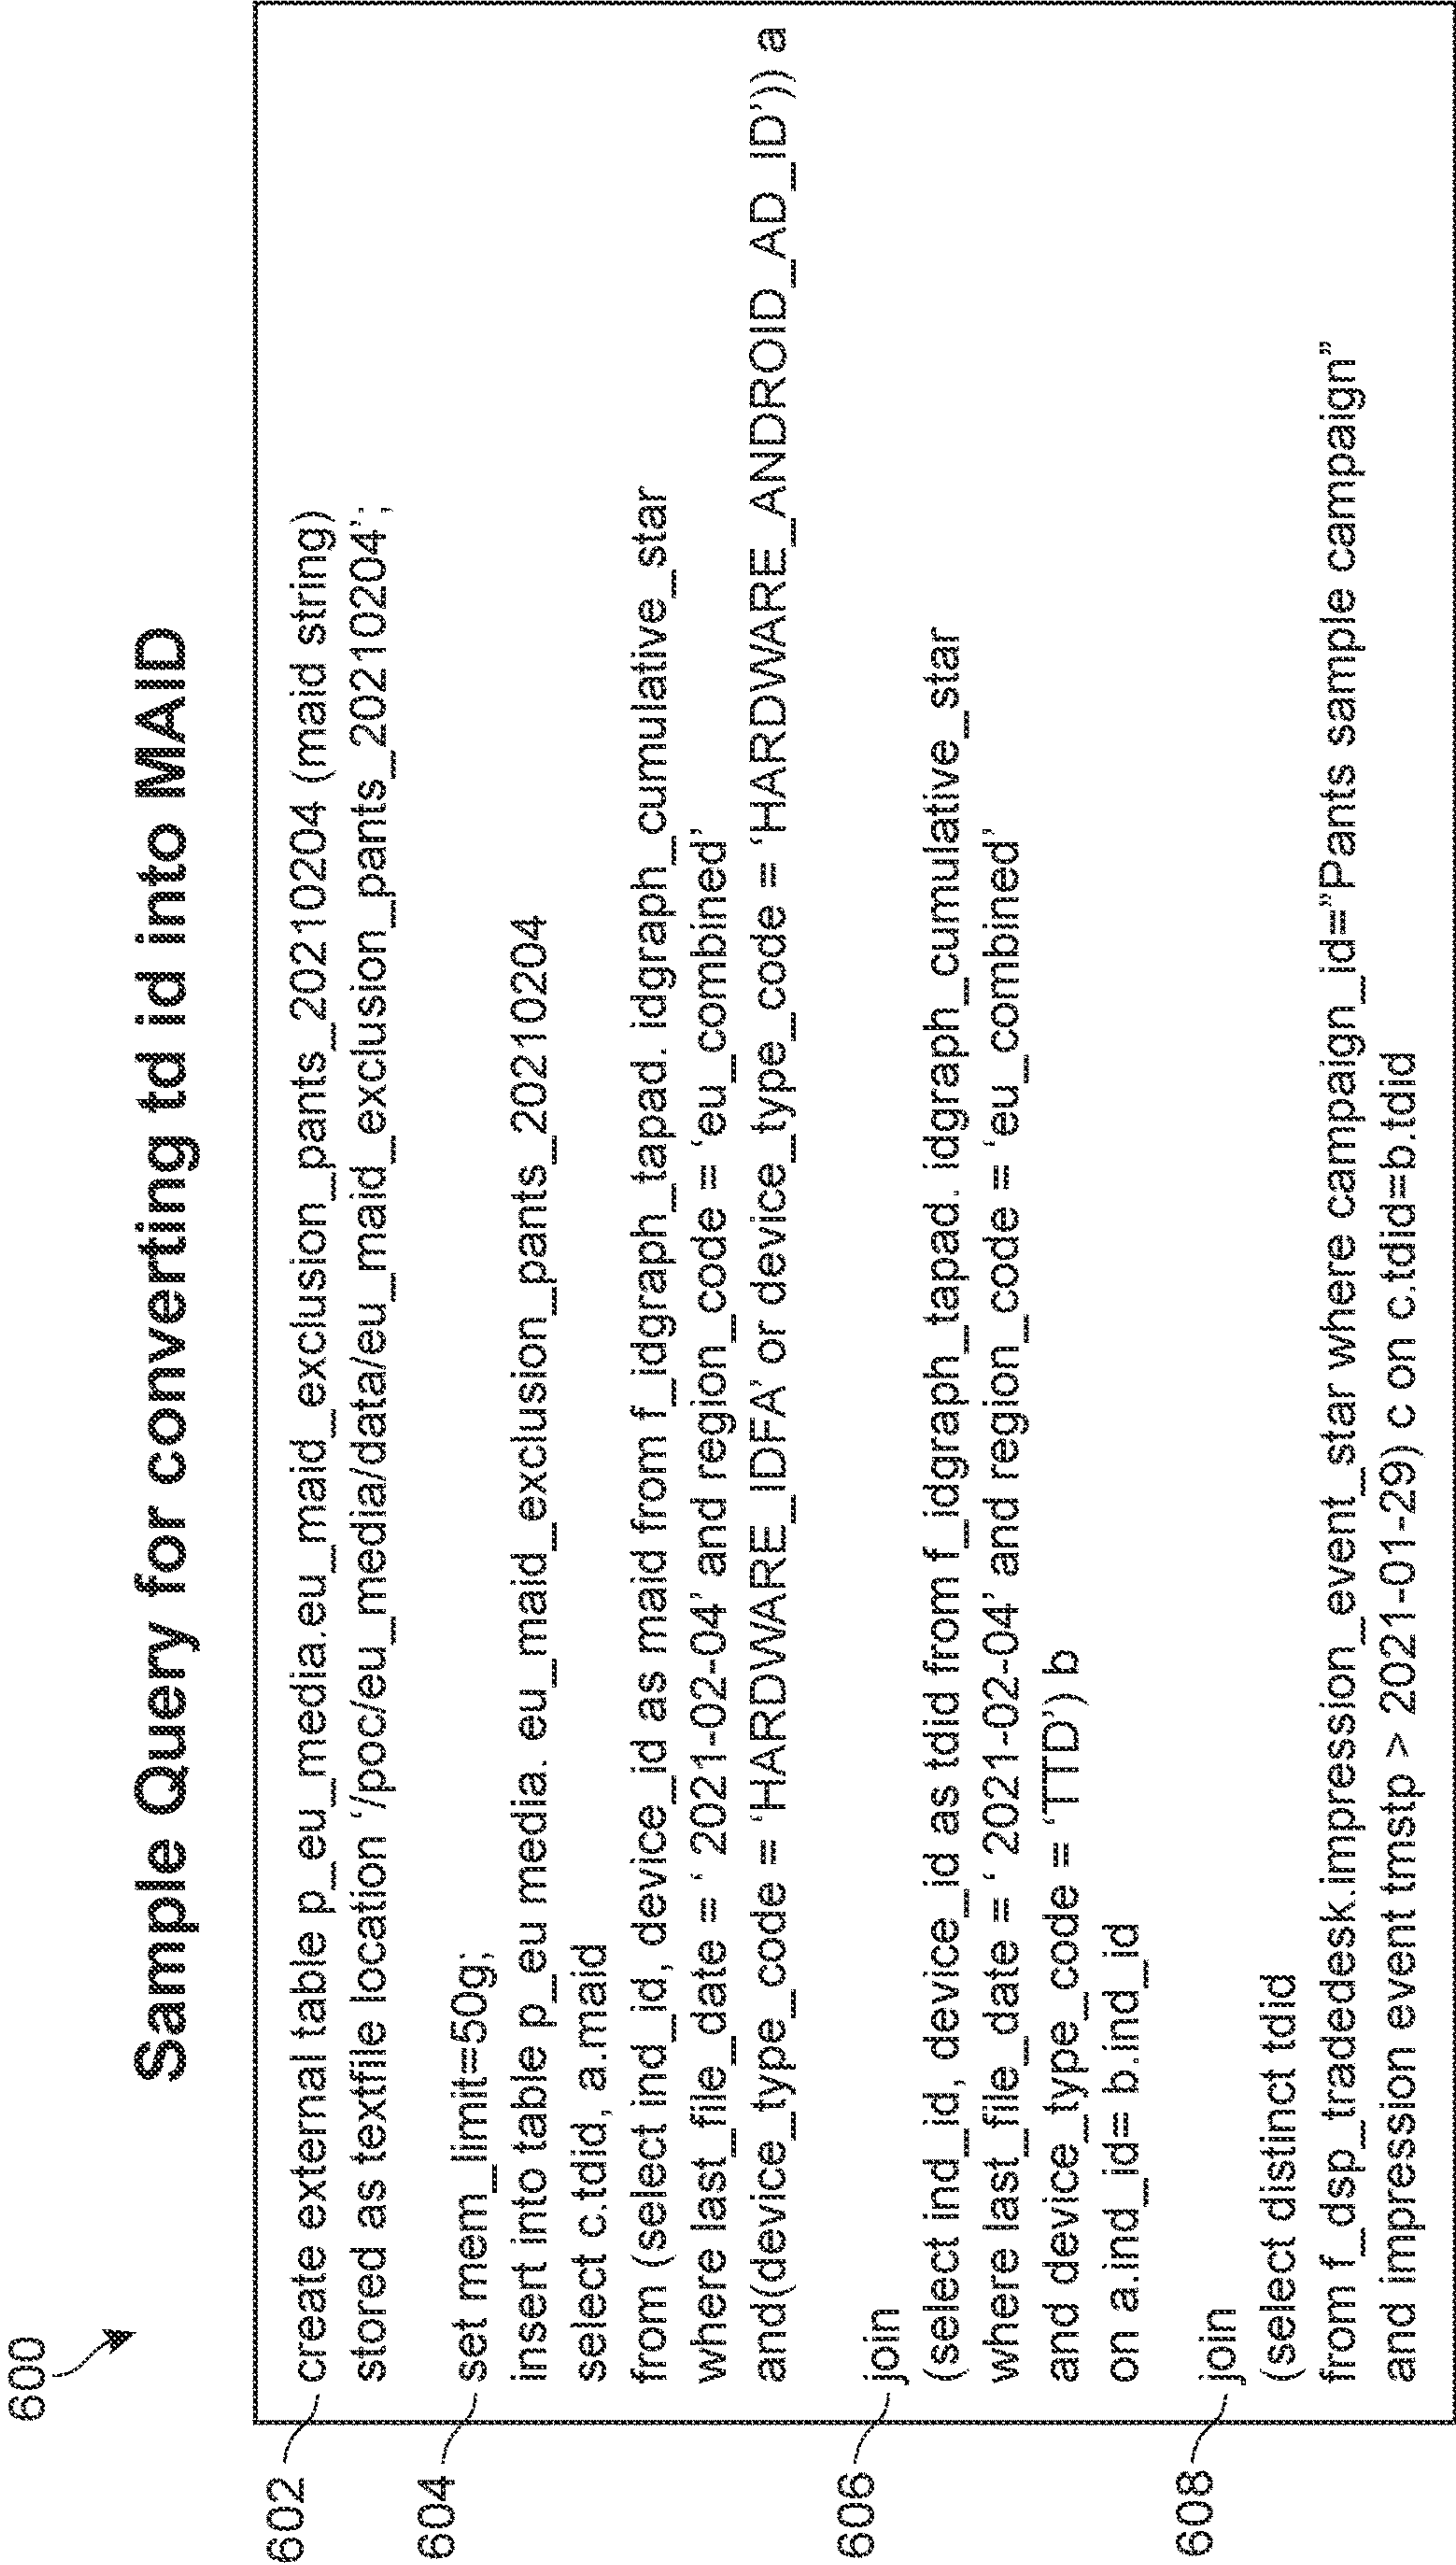 600
Sample Query for converting td id into MAID
602
create external table p_eu_media.eu_maid_exclusion_pants_20210204 (maid string)
stored as textfile location ‘/poc/eu_media/data/eu_maid_exclusion_pants_20210204’;
604
set mem_limit=50g;
insert into table p_eu media. eu_maid_exclusion_pants_20210204
select c.tdid, a.maid
from (select ind_id, device_id as maid from f_idgraph_tapad. idgraph_cumulative_star
where last_file_date =‘ 2021-02-04’ and region_code =‘eu_combined’
and(device_type_code =‘HARDWARE_IDFA’ or device_type_code =‘HARDWARE_ANDROID_AD_ID’)) a
606
join
(select ind_id, device_id as tdid from f_idgraph_tapad. idgraph_cumulative_star
where last_file_date =‘ 2021-02-04’ and region_code =‘eu_combined’
and device_type_code =‘TTD’) b
on a.ind_id= b.ind_id
608
join
(select distinct tdid
from f_dsp_tradedesk.impression_event_star where campaign_id=”Pants sample campaign”
and impression event tmstp > 2021-01-29) c on c.tdid=b.tdid